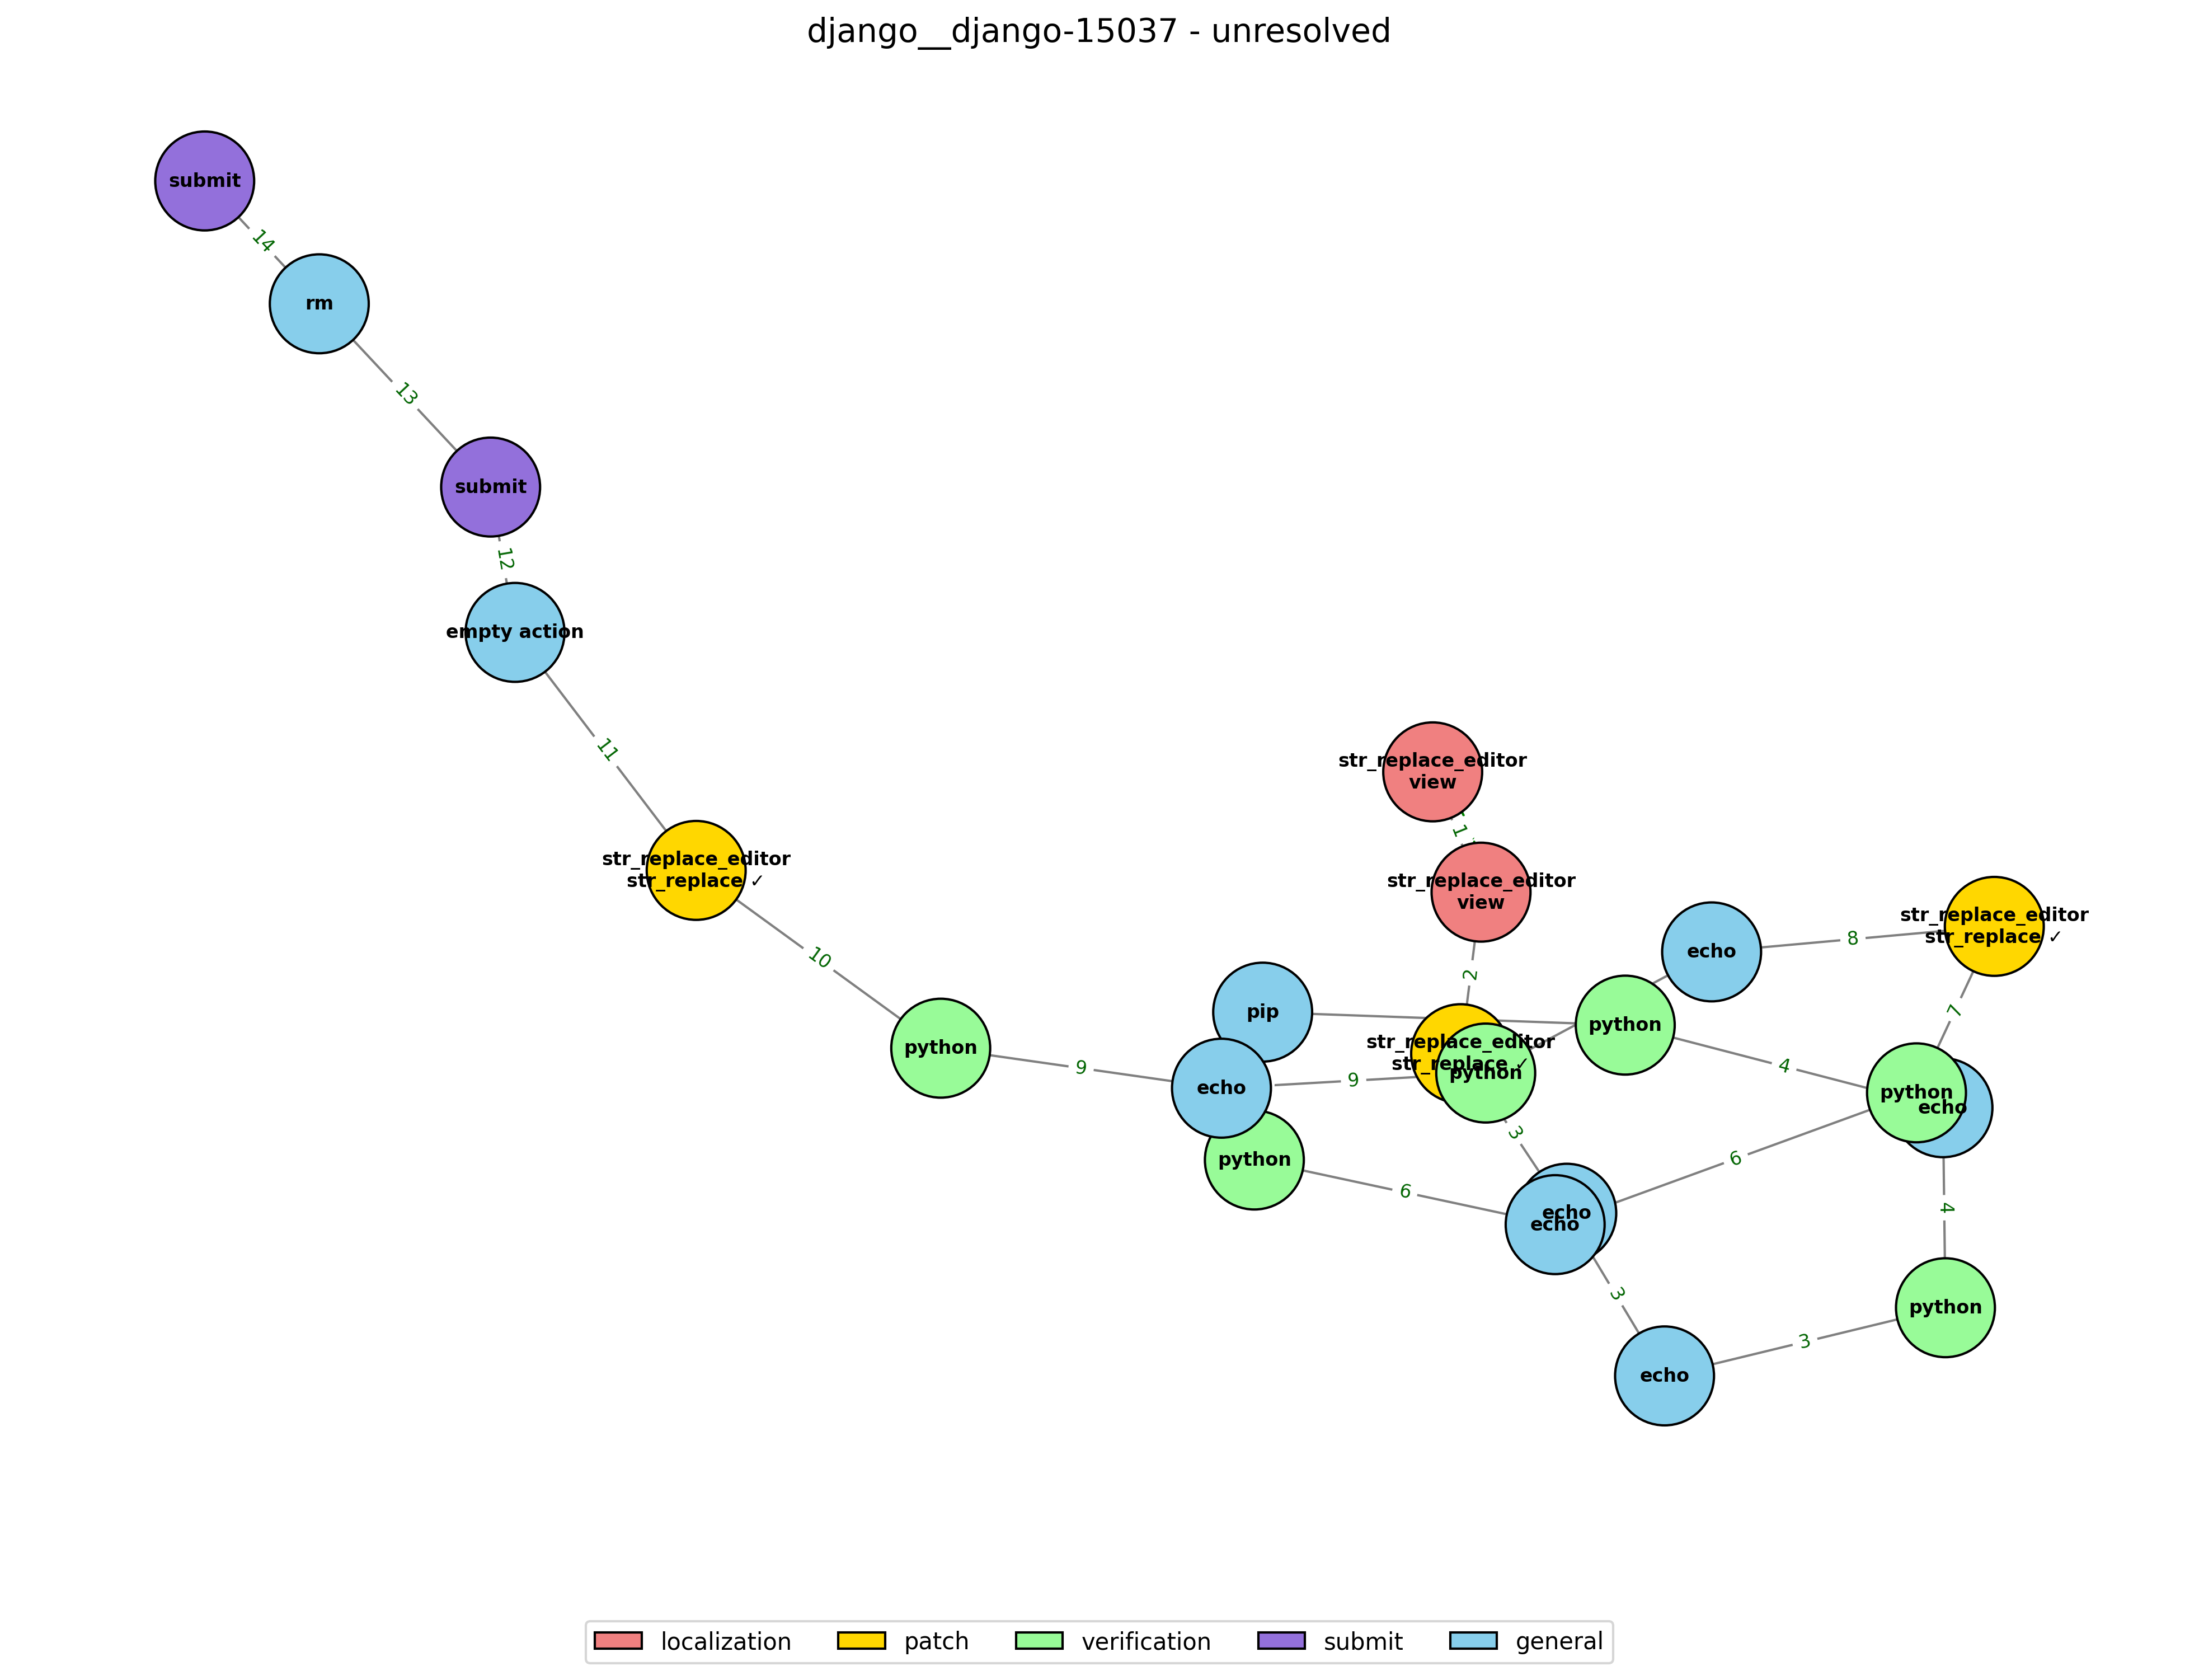 django__django-15037 - unresolved
submit
14
rm
13
submit
12
empty action
11
str_replace_editor
view
1
str_replace_editor
str_replace ✓
str_replace_editor
view
str_replace_editor
str_replace ✓
echo
8
10
2
pip
7
python
python
str_replace_editor
str_replace ✓
python
4
9
echo
9
python
python
echo
3
python
6
6
4
echo
echo
3
python
3
echo
localization
patch
verification
submit
general